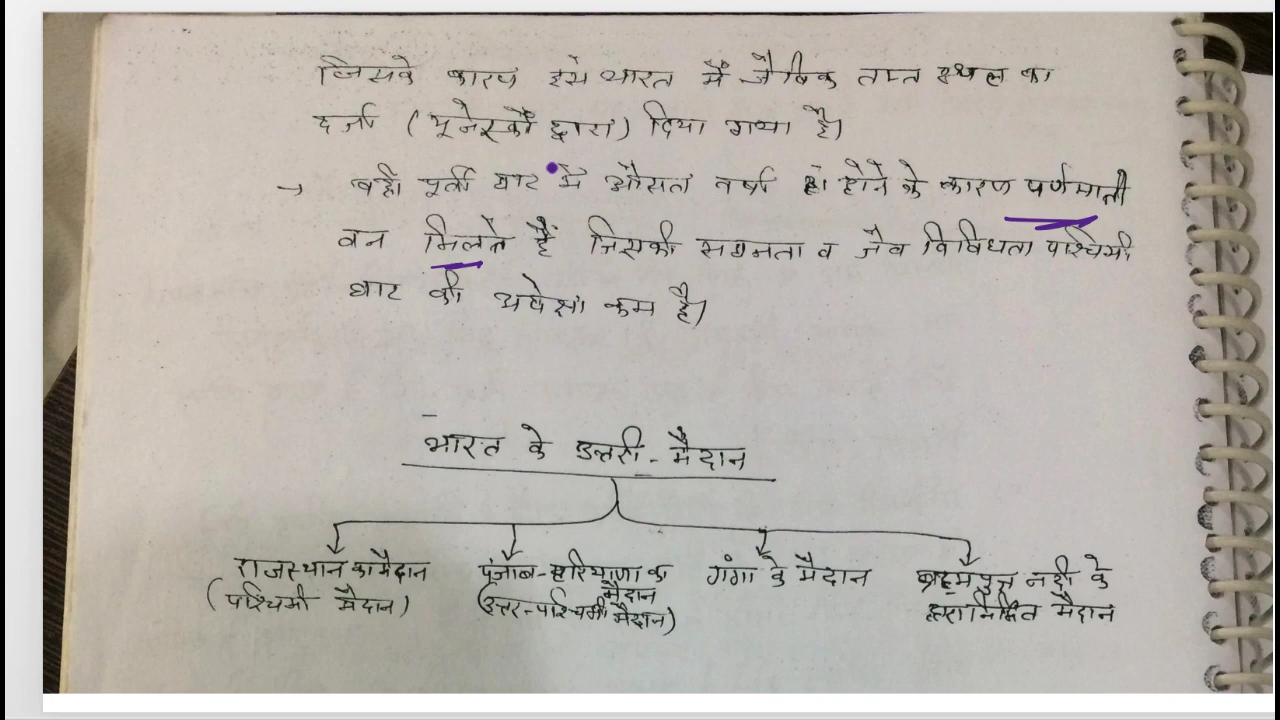 जिसके कारण इसे भारत में जैविक तप्त स्थल का
दर्जा (यूनेस्को द्वारा) दिया गया है।
→ वहीं पूर्वी घाट में औसत वर्षा होने के कारण पर्णपाती
वन मिलते हैं जिसकी सघनता व जैव विविधता पश्चिमी
घाट की अपेक्षा कम है।
भारत के उत्तरी - मैदान
राजस्थान का मैदान
(पश्चिमी मैदान)
पंजाब-हरियाणा का
मैदान
(उत्तर-पश्चिमी मैदान)
गंगा के मैदान
ब्रह्मपुत्र नदी के
द्वारा निर्मित मैदान